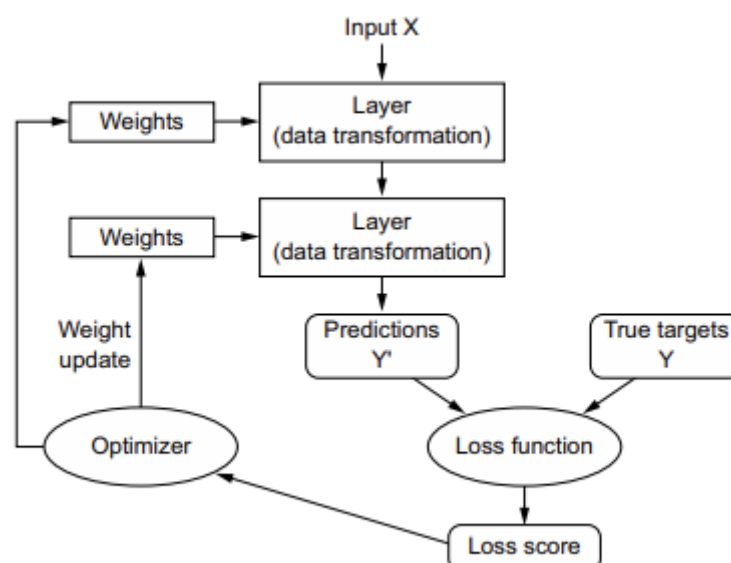 Input X
Weights
Layer
(data transformation)
Weights
Layer
(data transformation)
Weight
update
Predictions
Y'
True targets
Y
Optimizer
Loss function
Loss score